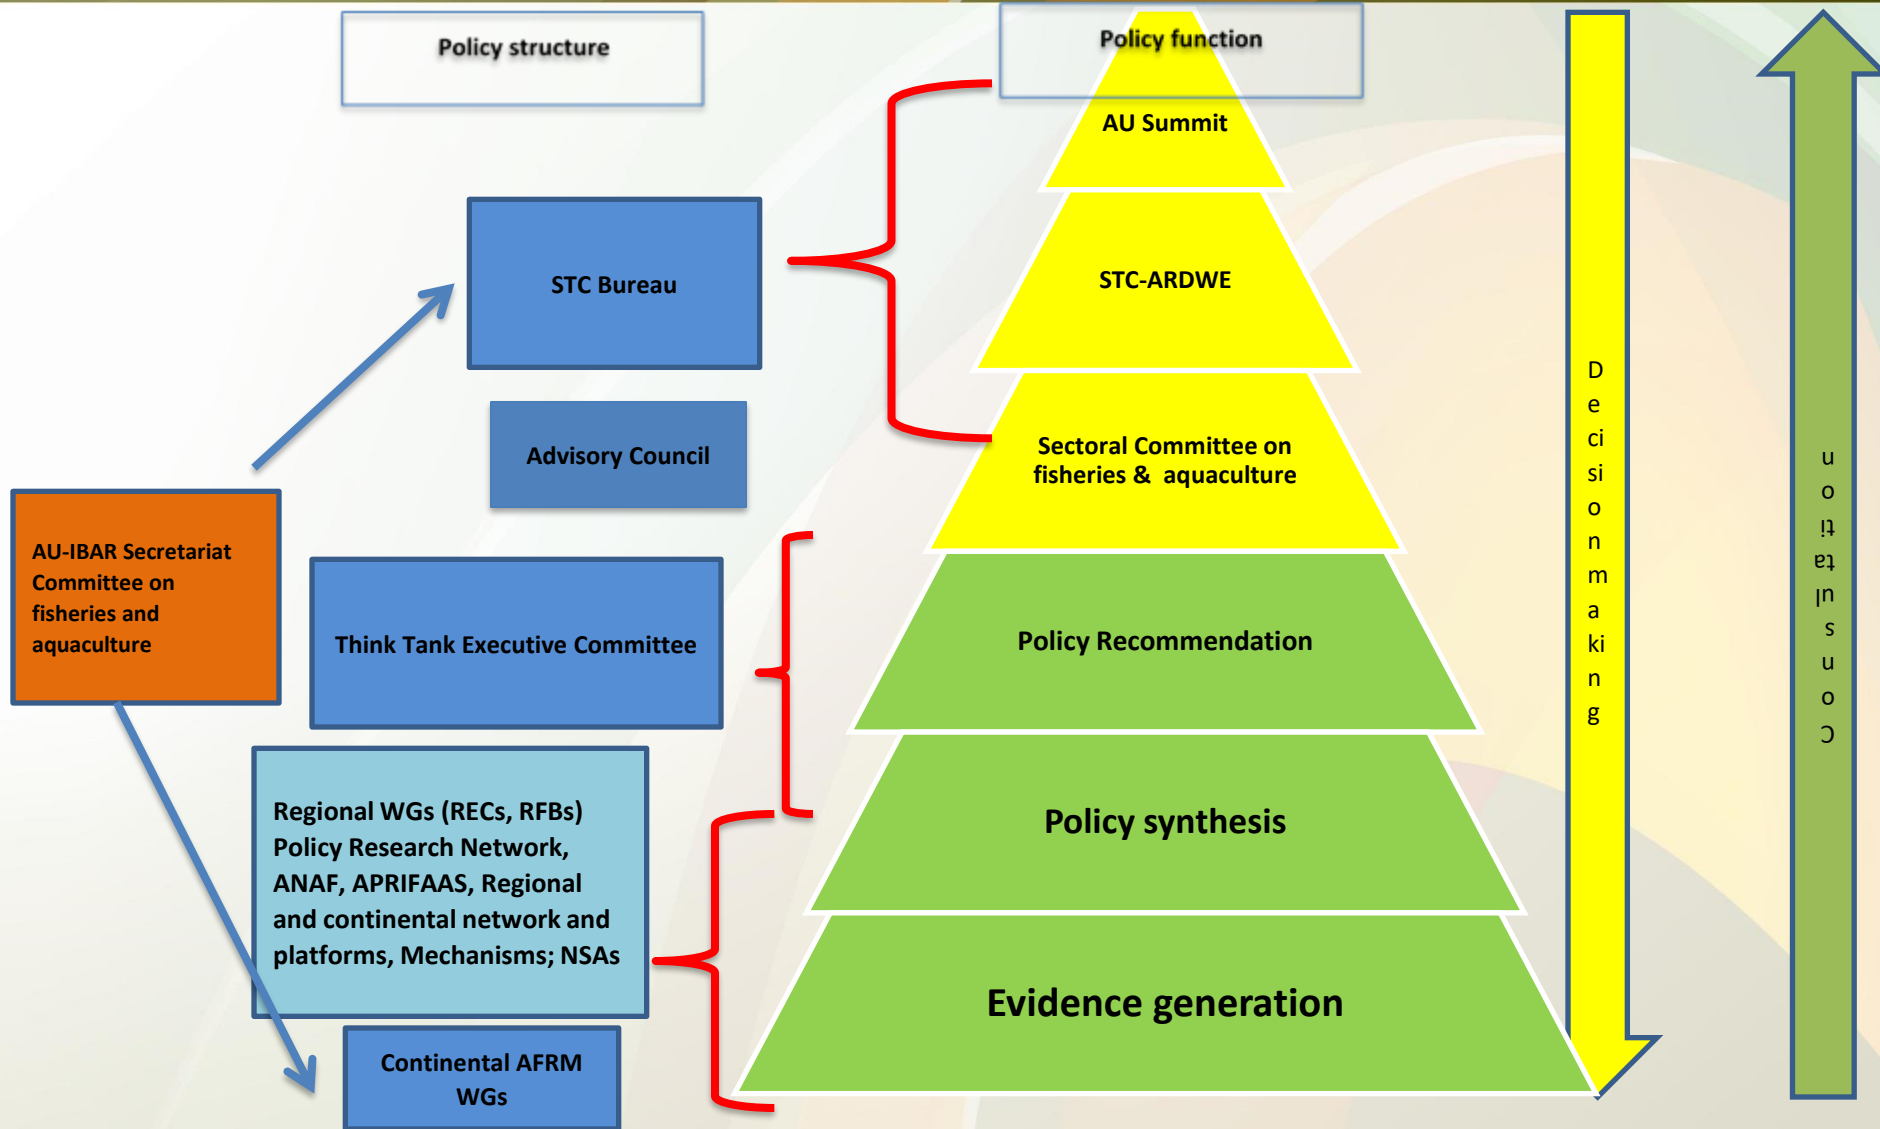 Policy structure
Policy function
AU Summit
STC Bureau
STC-ARDWE
Advisory Council
Sectoral Committee on
fisheries & aquaculture
AU-IBAR Secretariat
Committee on
fisheries and
aquaculture
Think Tank Executive Committee
Policy Recommendation
Regional WGs (RECs, RFBs)
Policy Research Network,
ANAF, APRIFAAS, Regional
and continental network and
platforms, Mechanisms; NSAs
Policy synthesis
Evidence generation
Continental AFRM
WGs
D
e
ci
si
o
n
m
a
ki
n
g
C
o
n
s
ul
ta
ti
o
n